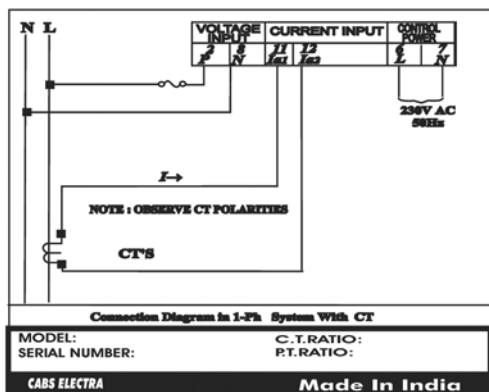 N L
VOLTAGE INPUT CURRENT INPUT CONTROL POWER
2 8 11 12 6 7
P N Ia1 Ia2 L N
230V AC
50Hz
I→
NOTE : OBSERVE CT POLARITIES
CT'S
Connection Diagram in 1-Ph System With CT
MODEL: C.T.RATIO:
SERIAL NUMBER: P.T.RATIO:
CABS ELECTRA Made In India